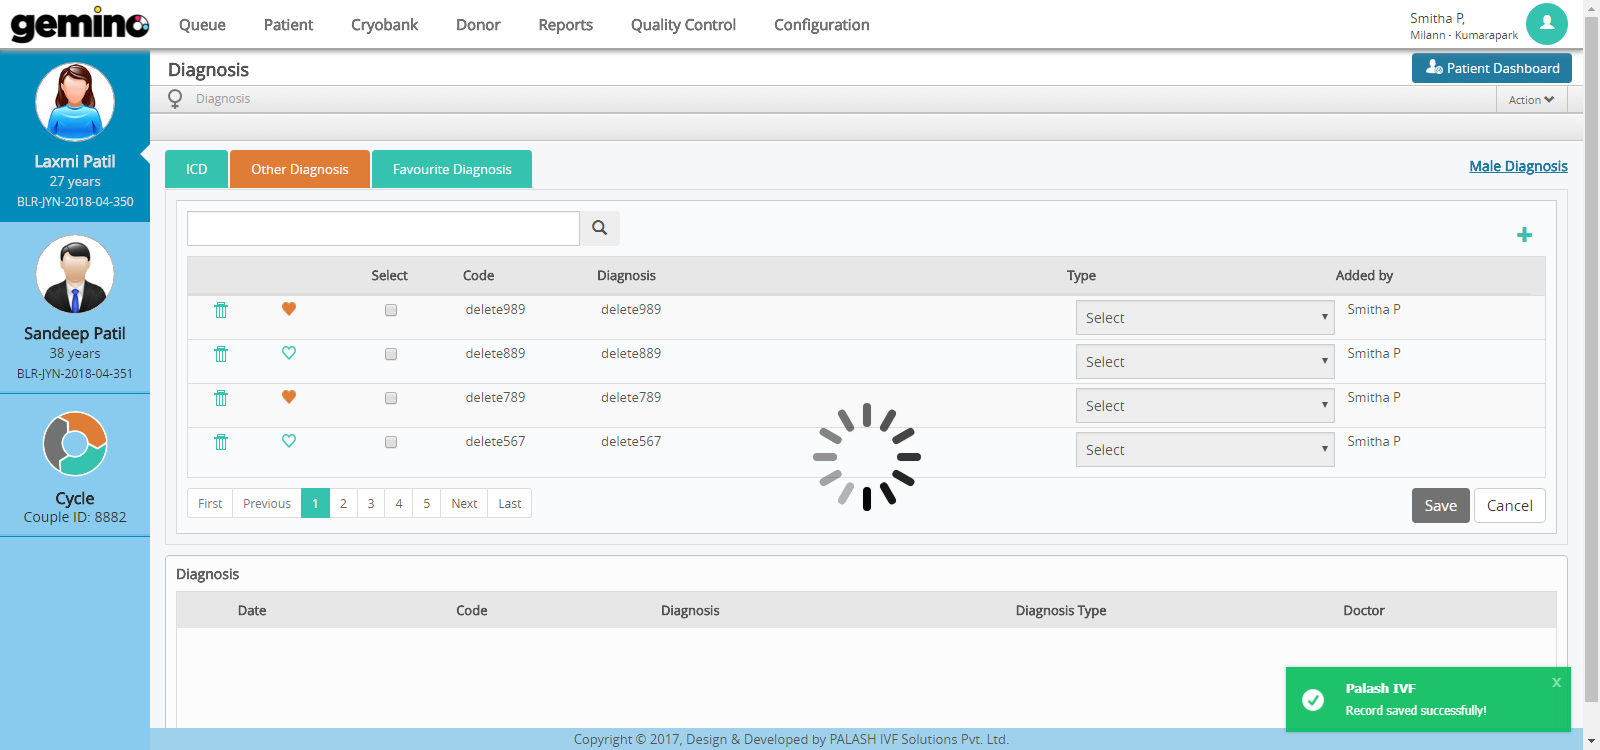 gemino Queue Patient Cryobank Donor Reports Quality Control Configuration
Smitha P,
Milann - Kumarapark
Laxmi Patil
27 years
BLR-JYN-2018-04-350
Sandeep Patil
38 years
BLR-JYN-2018-04-351
Cycle
Couple ID: 8882
Diagnosis
Patient Dashboard
Diagnosis
Action
ICD Other Diagnosis Favourite Diagnosis
Male Diagnosis
Select Code Diagnosis Type Added by
delete989 delete989 Select Smitha P
delete889 delete889 Select Smitha P
delete789 delete789 Select Smitha P
delete567 delete567 Select Smitha P
First Previous 1 2 3 4 5 Next Last
Save Cancel
Diagnosis
Date Code Diagnosis Diagnosis Type Doctor
Palash IVF x
Record saved successfully!
Copyright © 2017, Design & Developed by PALASH IVF Solutions Pvt. Ltd.